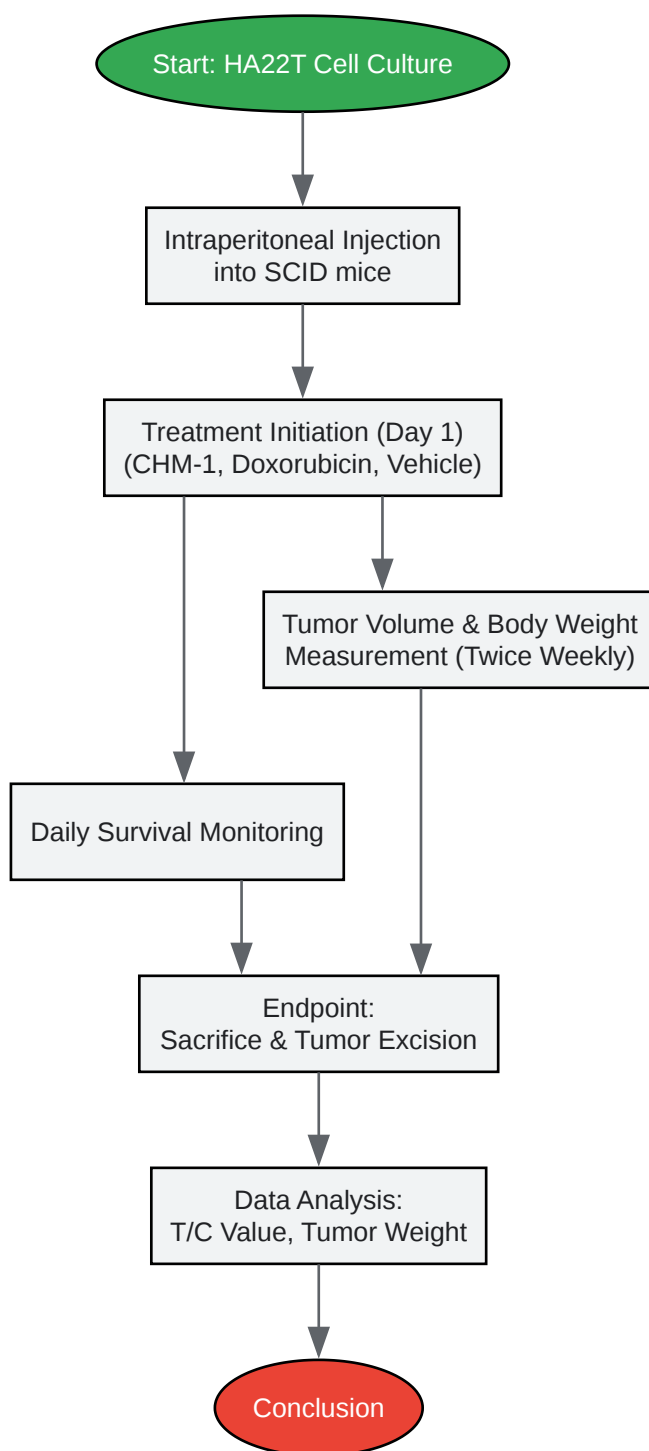 Start: HA22T Cell Culture
Intraperitoneal Injection
into SCID mice
Treatment Initiation (Day 1)
(CHM-1, Doxorubicin, Vehicle)
Tumor Volume & Body Weight
Measurement (Twice Weekly)
Daily Survival Monitoring
Endpoint:
Sacrifice & Tumor Excision
Data Analysis:
T/C Value, Tumor Weight
Conclusion